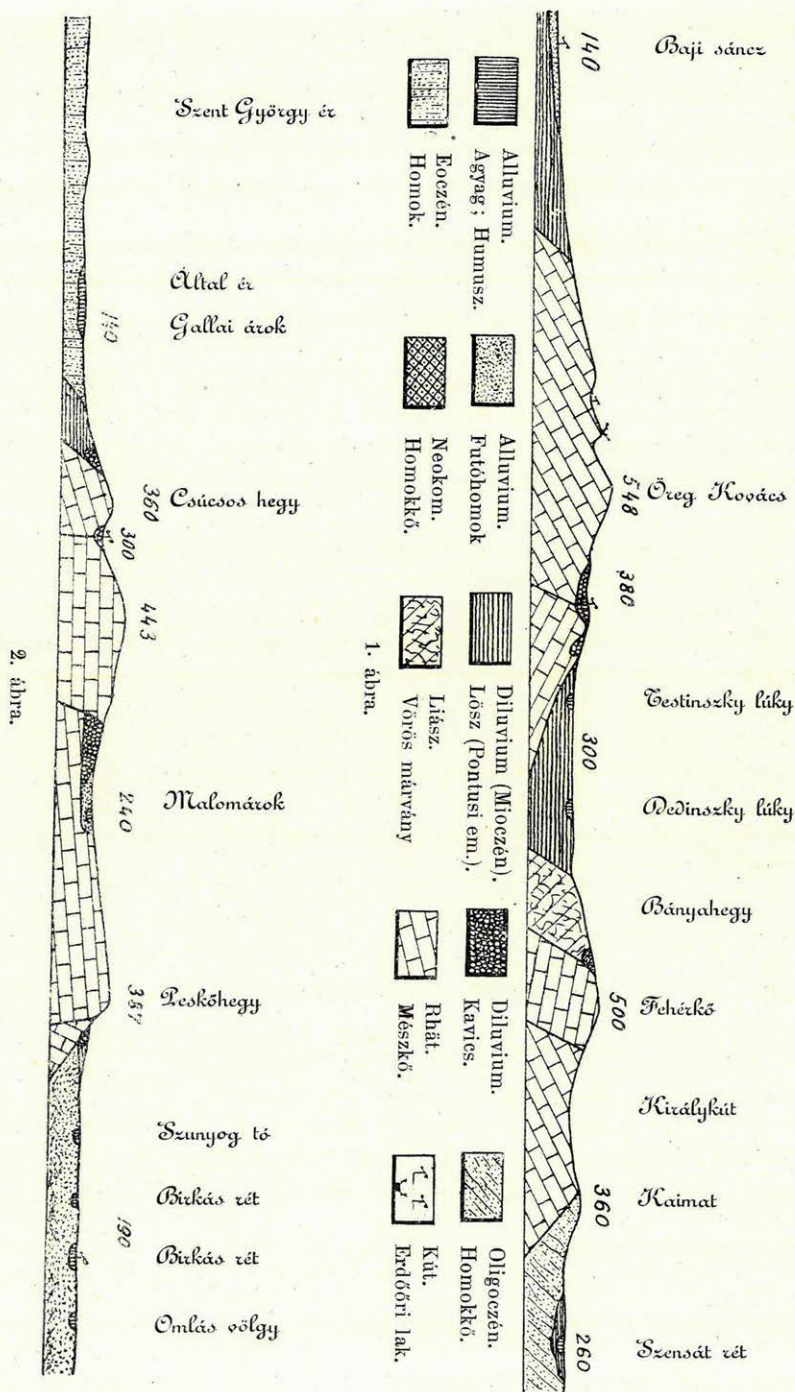 Baji sáncz
140
Öreg Kovács
548
380
Testinszky lúky
300
Dedinszky lúky
Bányahegy
Fehérkő
500
Királykút
Kaimat
360
Szensát rét
260
1. ábra.
Alluvium.
Agyag; Humusz.
Alluvium.
Futóhomok
Diluvium (Mioczén).
Lösz (Pontusi em.).
Diluvium.
Kavics.
Oligoczén.
Homokkő.
Eoczén.
Homok.
Neokom.
Homokkő.
Liász.
Vörös márvány
Rhät.
Mészkő.
Kút.
Erdőőri lak.
Szent György ér
Által ér
Gallai árok
140
Csúcsos hegy
360
300
443
Malomárok
240
Peskőhegy
357
Szunyog tó
Birkás rét
190
Birkás rét
Omlás völgy
2. ábra.